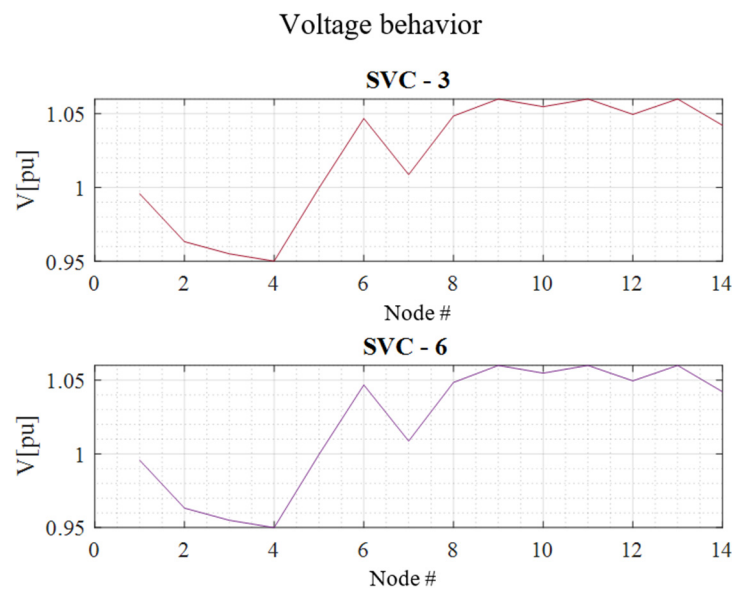 Voltage behavior
SVC - 3
V[pu]
1.05
1
0.95
0 2 4 6 8 10 12 14
Node #
SVC - 6
V[pu]
1.05
1
0.95
0 2 4 6 8 10 12 14
Node #